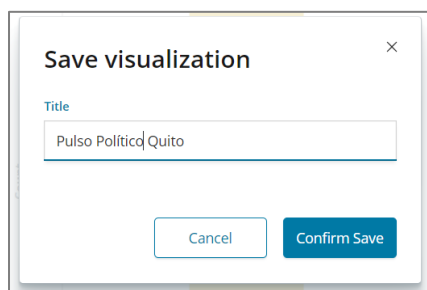 Save visualization
Title
Pulso Político Quito
Cancel
Confirm Save